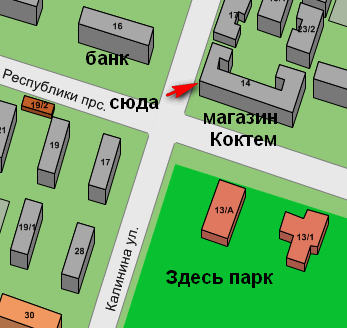 16
17
23/2
банк
14
Республики прс.
сюда
19/2
магазин
Коктем
21
19
17
13/А
13/1
19/1
28
Здесь парк
Калинина ул.
30